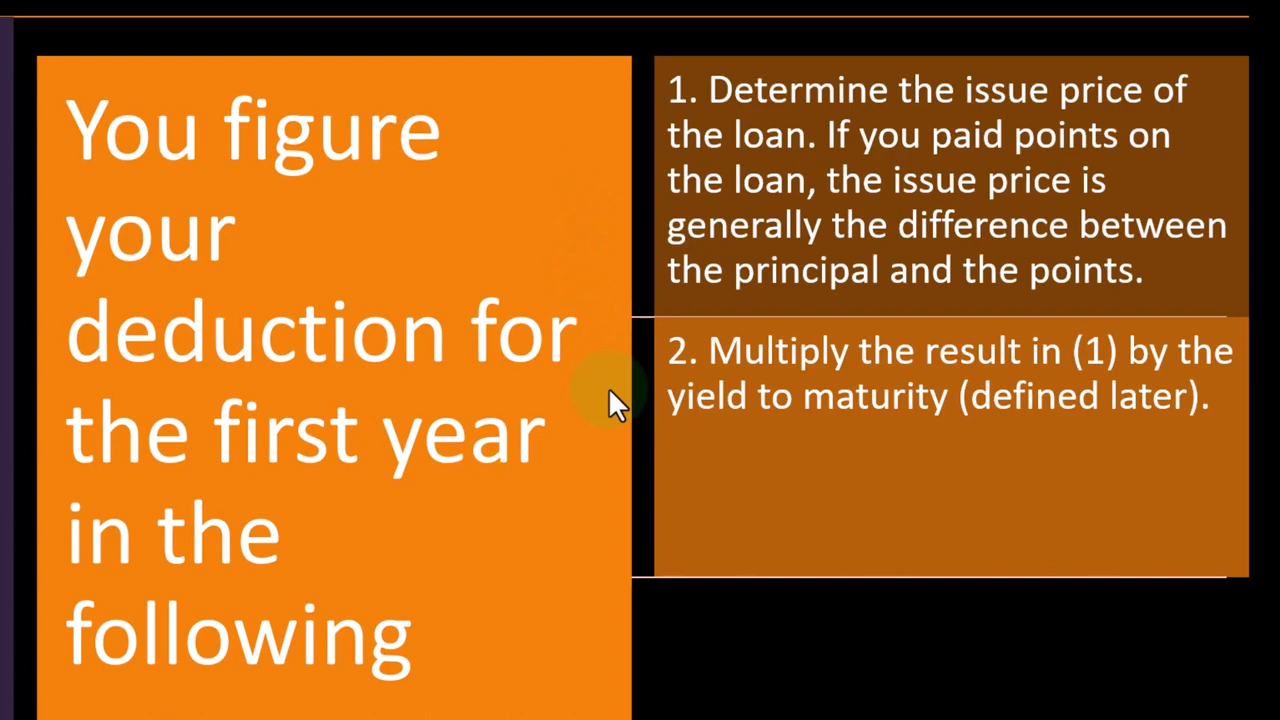 You figure
your
deduction for
the first year
in the
following
1. Determine the issue price of
the loan. If you paid points on
the loan, the issue price is
generally the difference between
the principal and the points.
2. Multiply the result in (1) by the
yield to maturity (defined later).